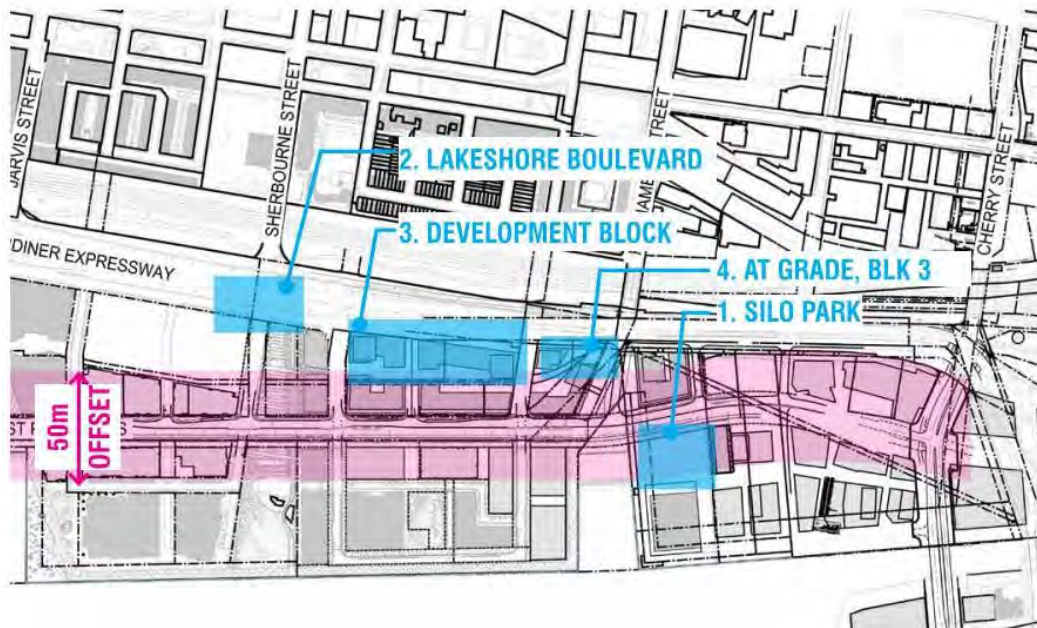 JARVIS STREET
SHERBOURNE STREET
STREET
CHERRY STREET
2. LAKESHORE BOULEVARD
3. DEVELOPMENT BLOCK
DINER EXPRESSWAY
4. AT GRADE, BLK 3
1. SILO PARK
50m
OFFSET